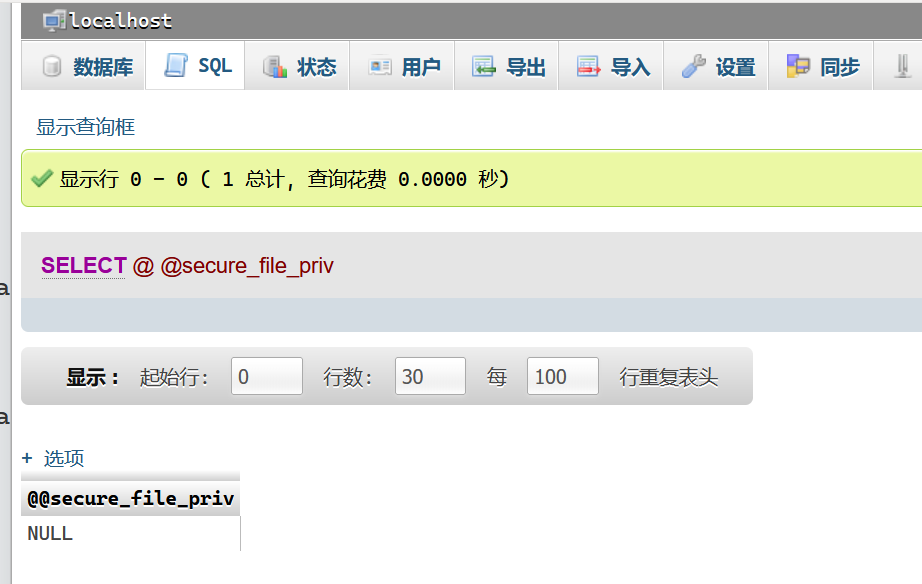 localhost
数据库 SQL 状态 用户 导出 导入 设置 同步
显示查询框
显示行 0 - 0 ( 1 总计, 查询花费 0.0000 秒)
SELECT @ @secure_file_priv
a
显示： 起始行: 0 行数: 30 每 100 行重复表头
a
+ 选项
@@secure_file_priv
NULL